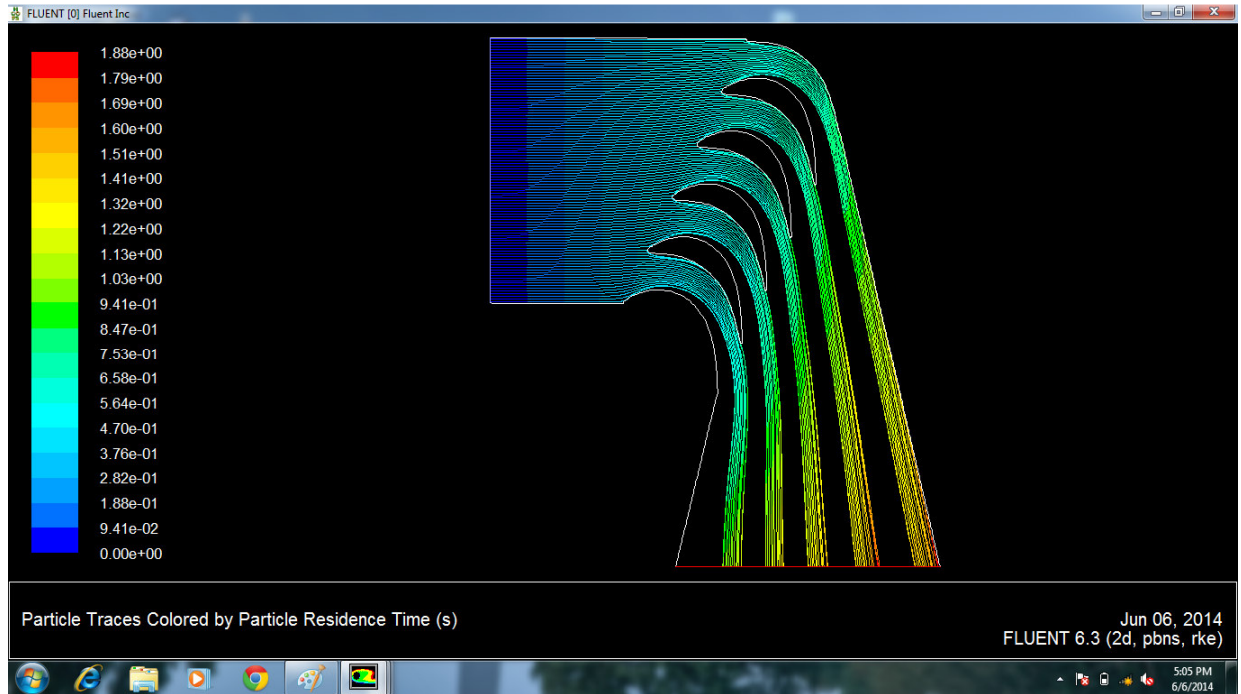 FLUENT [0] Fluent Inc
1.88e+00
1.79e+00
1.69e+00
1.60e+00
1.51e+00
1.41e+00
1.32e+00
1.22e+00
1.13e+00
1.03e+00
9.41e-01
8.47e-01
7.53e-01
6.58e-01
5.64e-01
4.70e-01
3.76e-01
2.82e-01
1.88e-01
9.41e-02
0.00e+00
Particle Traces Colored by Particle Residence Time (s)
Jun 06, 2014
FLUENT 6.3 (2d, pbns, rke)
5:05 PM
6/6/2014